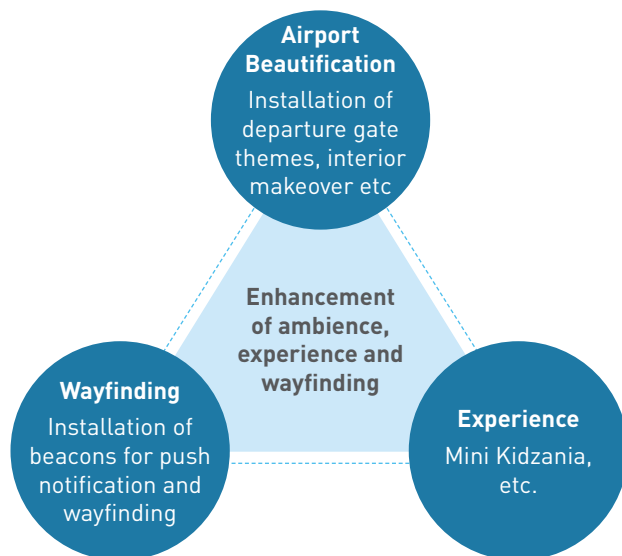 Airport
Beautification
Installation of
departure gate
themes, interior
makeover etc
Enhancement
of ambience,
experience and
wayfinding
Wayfinding
Installation of
beacons for push
notification and
wayfinding
Experience
Mini Kidzania,
etc.